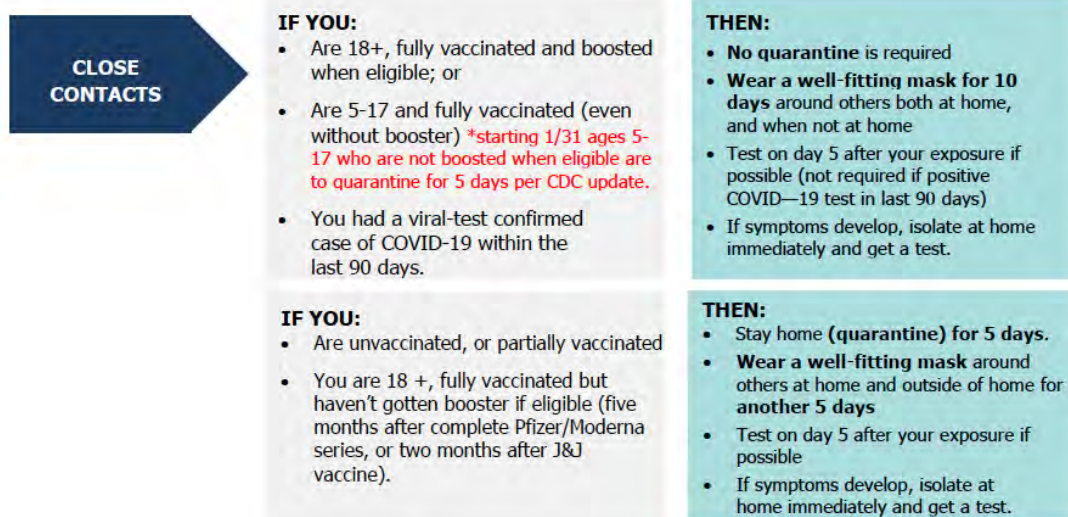 CLOSE
CONTACTS
IF YOU:
• Are 18+, fully vaccinated and boosted
when eligible; or
• Are 5-17 and fully vaccinated (even
without booster) *starting 1/31 ages 5-
17 who are not boosted when eligible are
to quarantine for 5 days per CDC update.
• You had a viral-test confirmed
case of COVID-19 within the
last 90 days.
THEN:
• No quarantine is required
• Wear a well-fitting mask for 10
days around others both at home,
and when not at home
• Test on day 5 after your exposure if
possible (not required if positive
COVID—19 test in last 90 days)
• If symptoms develop, isolate at home
immediately and get a test.
IF YOU:
• Are unvaccinated, or partially vaccinated
• You are 18 +, fully vaccinated but
haven't gotten booster if eligible (five
months after complete Pfizer/Moderna
series, or two months after J&J
vaccine).
THEN:
• Stay home (quarantine) for 5 days.
• Wear a well-fitting mask around
others at home and outside of home for
another 5 days
• Test on day 5 after your exposure if
possible
• If symptoms develop, isolate at
home immediately and get a test.